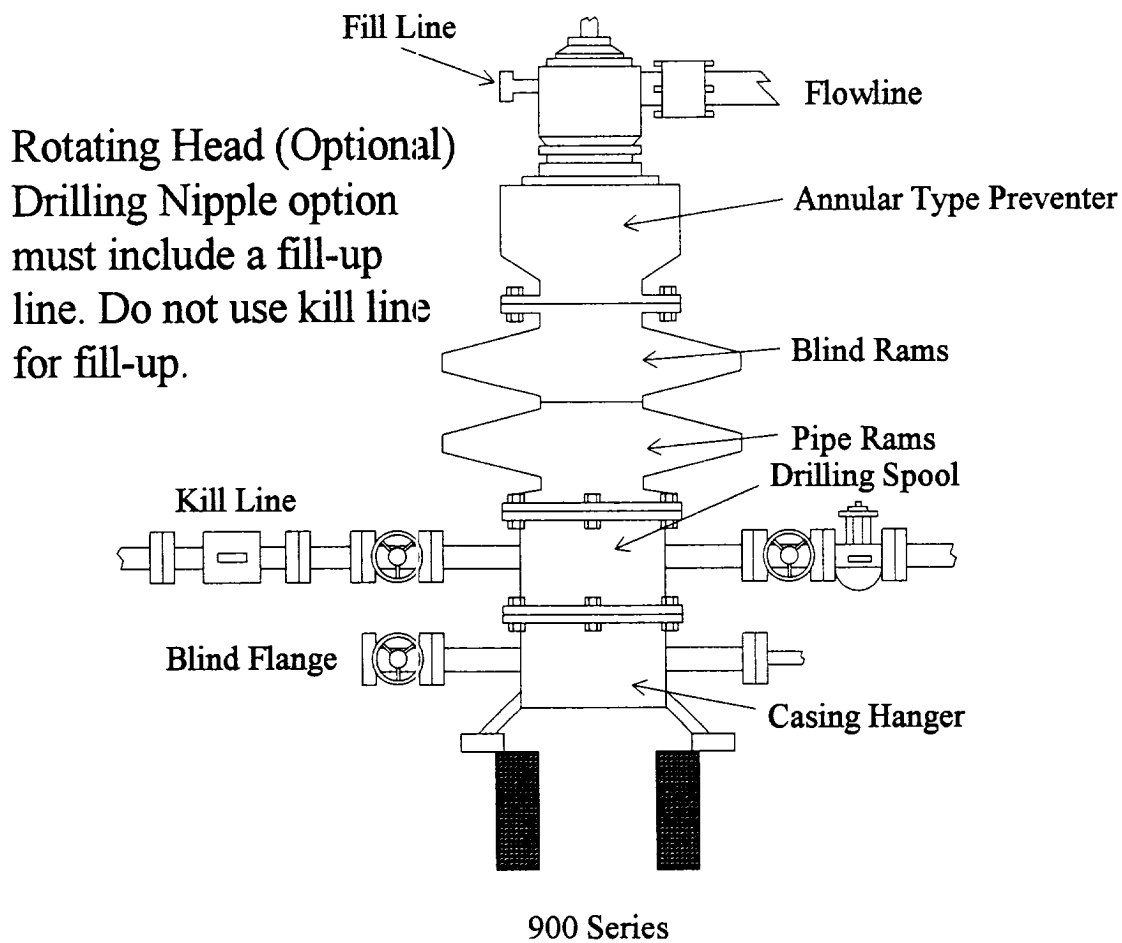 Fill Line
Flowline
Rotating Head (Optional)
Drilling Nipple option
must include a fill-up
line. Do not use kill line
for fill-up.
Annular Type Preventer
Blind Rams
Pipe Rams
Drilling Spool
Kill Line
Blind Flange
Casing Hanger
900 Series